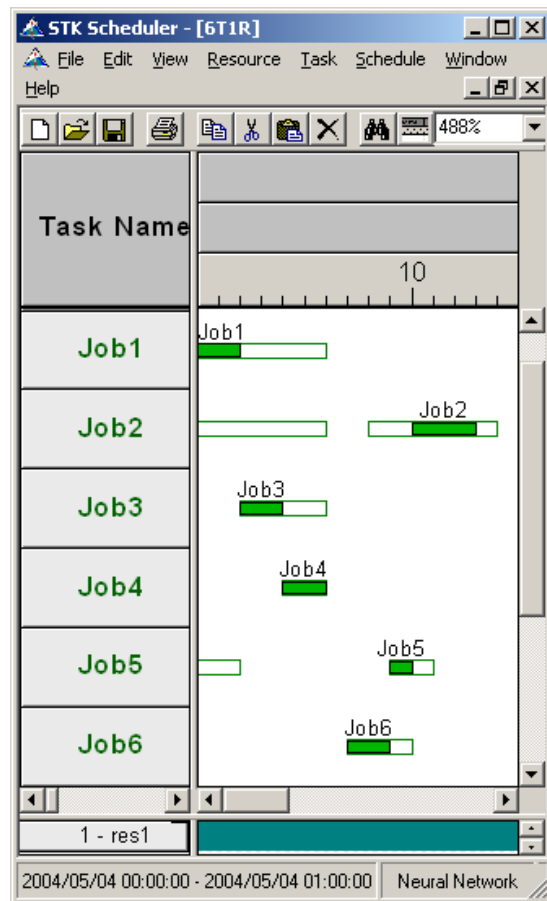 STK Scheduler - [6T1R]
File Edit View Resource Task Schedule Window
Help
488%
Task Name
10
Job1
Job1
Job2
Job2
Job3
Job3
Job4
Job4
Job5
Job5
Job6
Job6
1 - res1
2004/05/04 00:00:00 - 2004/05/04 01:00:00 Neural Network